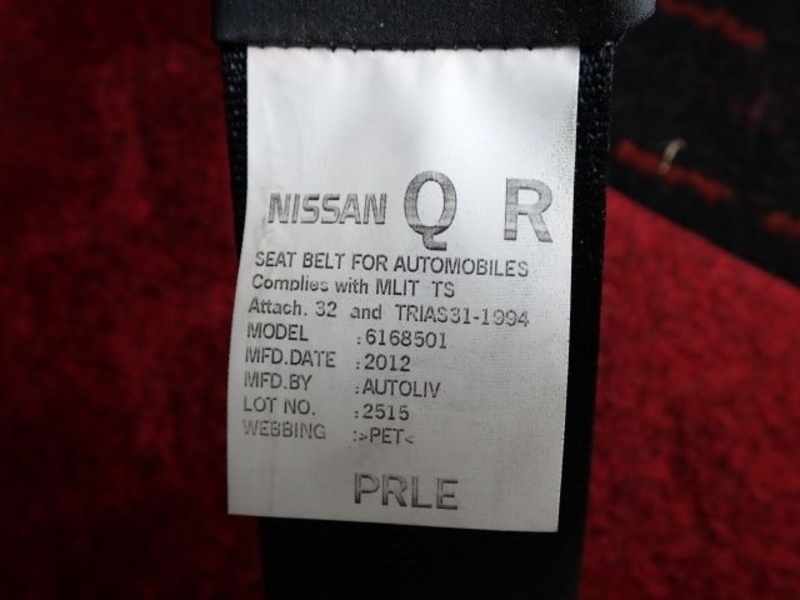 NISSAN Q R
SEAT BELT FOR AUTOMOBILES
Complies with MLIT TS
Attach. 32 and TRIAS31-1994
MODEL :6168501
MFD.DATE :2012
MFD.BY :AUTOLIV
LOT NO. :2515
WEBBING :>PET<
PRLE